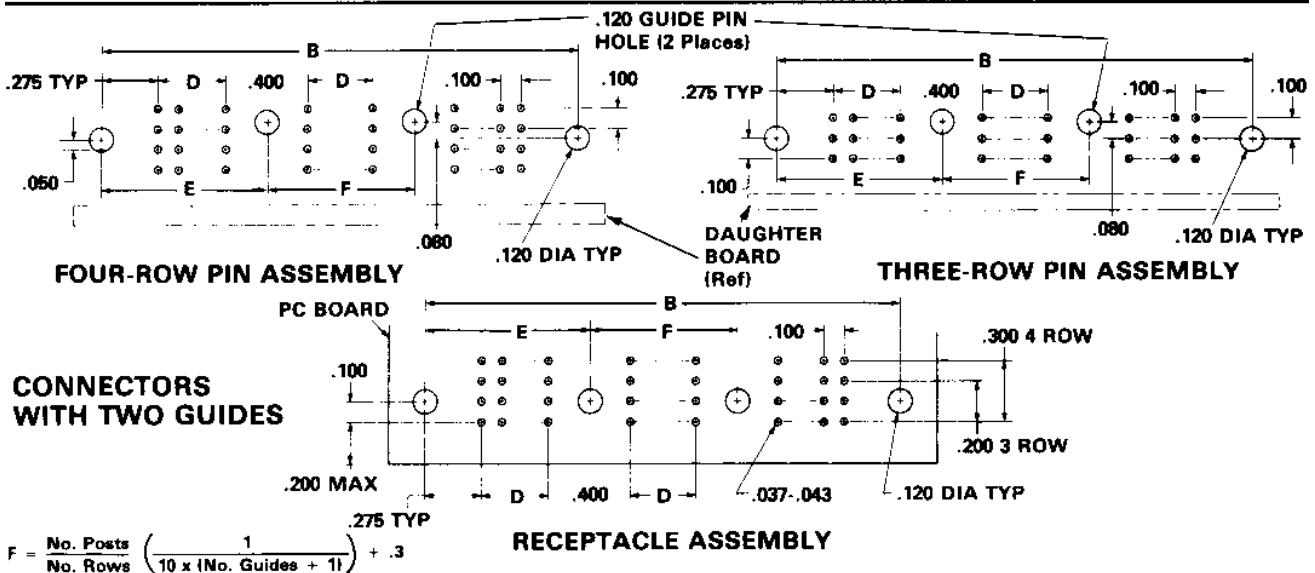 .120 GUIDE PIN
HOLE (2 Places)
B
.275 TYP
D
.400
D
.100
.100
.050
E
F
.080
.120 DIA TYP
FOUR-ROW PIN ASSEMBLY
B
.275 TYP
D
.400
D
.100
.100
.100
E
F
.080
.120 DIA TYP
DAUGHTER
BOARD
(Ref)
THREE-ROW PIN ASSEMBLY
PC BOARD
B
E
F
.100
.300 4 ROW
.100
CONNECTORS
WITH TWO GUIDES
.200 3 ROW
.200 MAX
D
.400
D
.037-.043
.120 DIA TYP
.275 TYP
RECEPTACLE ASSEMBLY
F = No. Posts / No. Rows ( 1 / 10 x (No. Guides + 1) ) + .3